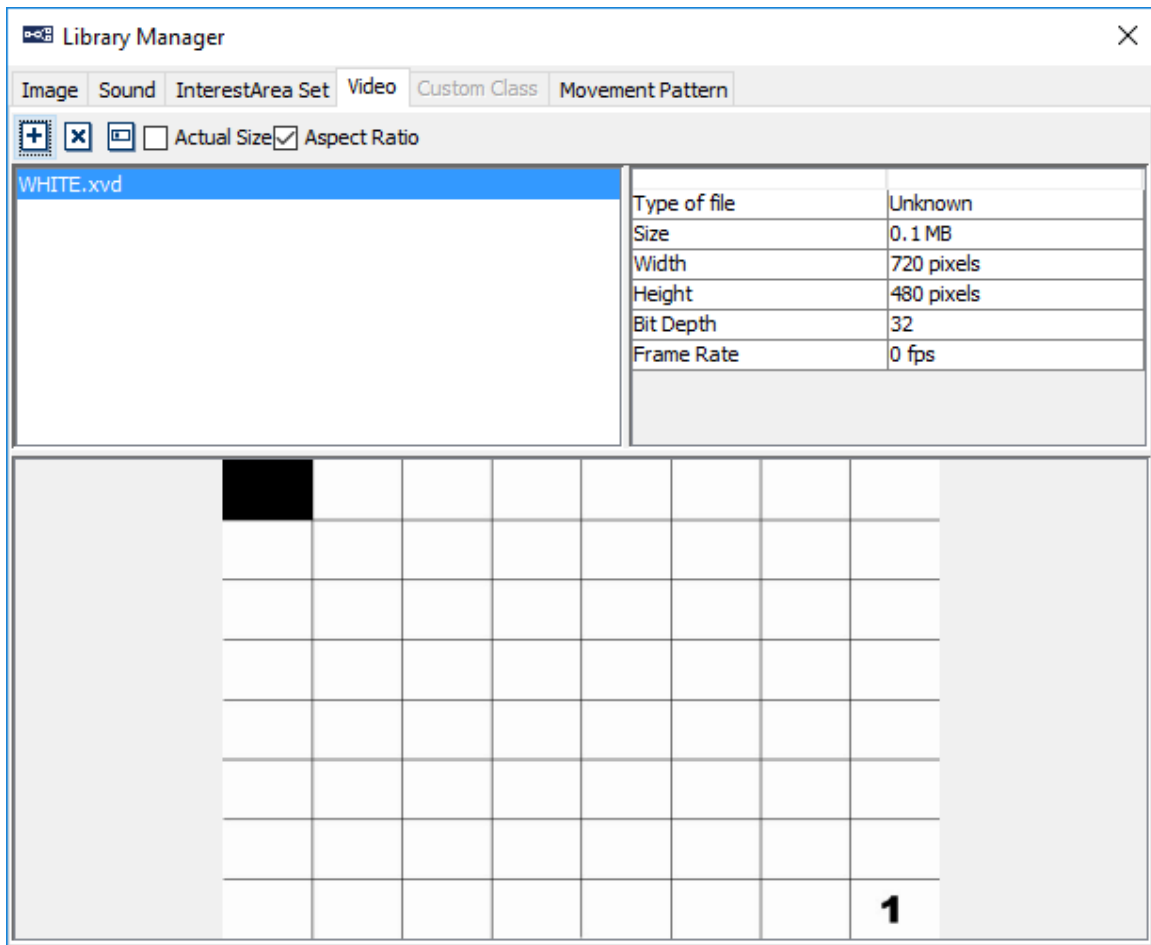 Library Manager
Image Sound InterestArea Set Video Custom Class Movement Pattern
Actual Size Aspect Ratio
WHITE.xvd
Type of file Unknown
Size 0.1 MB
Width 720 pixels
Height 480 pixels
Bit Depth 32
Frame Rate 0 fps
1